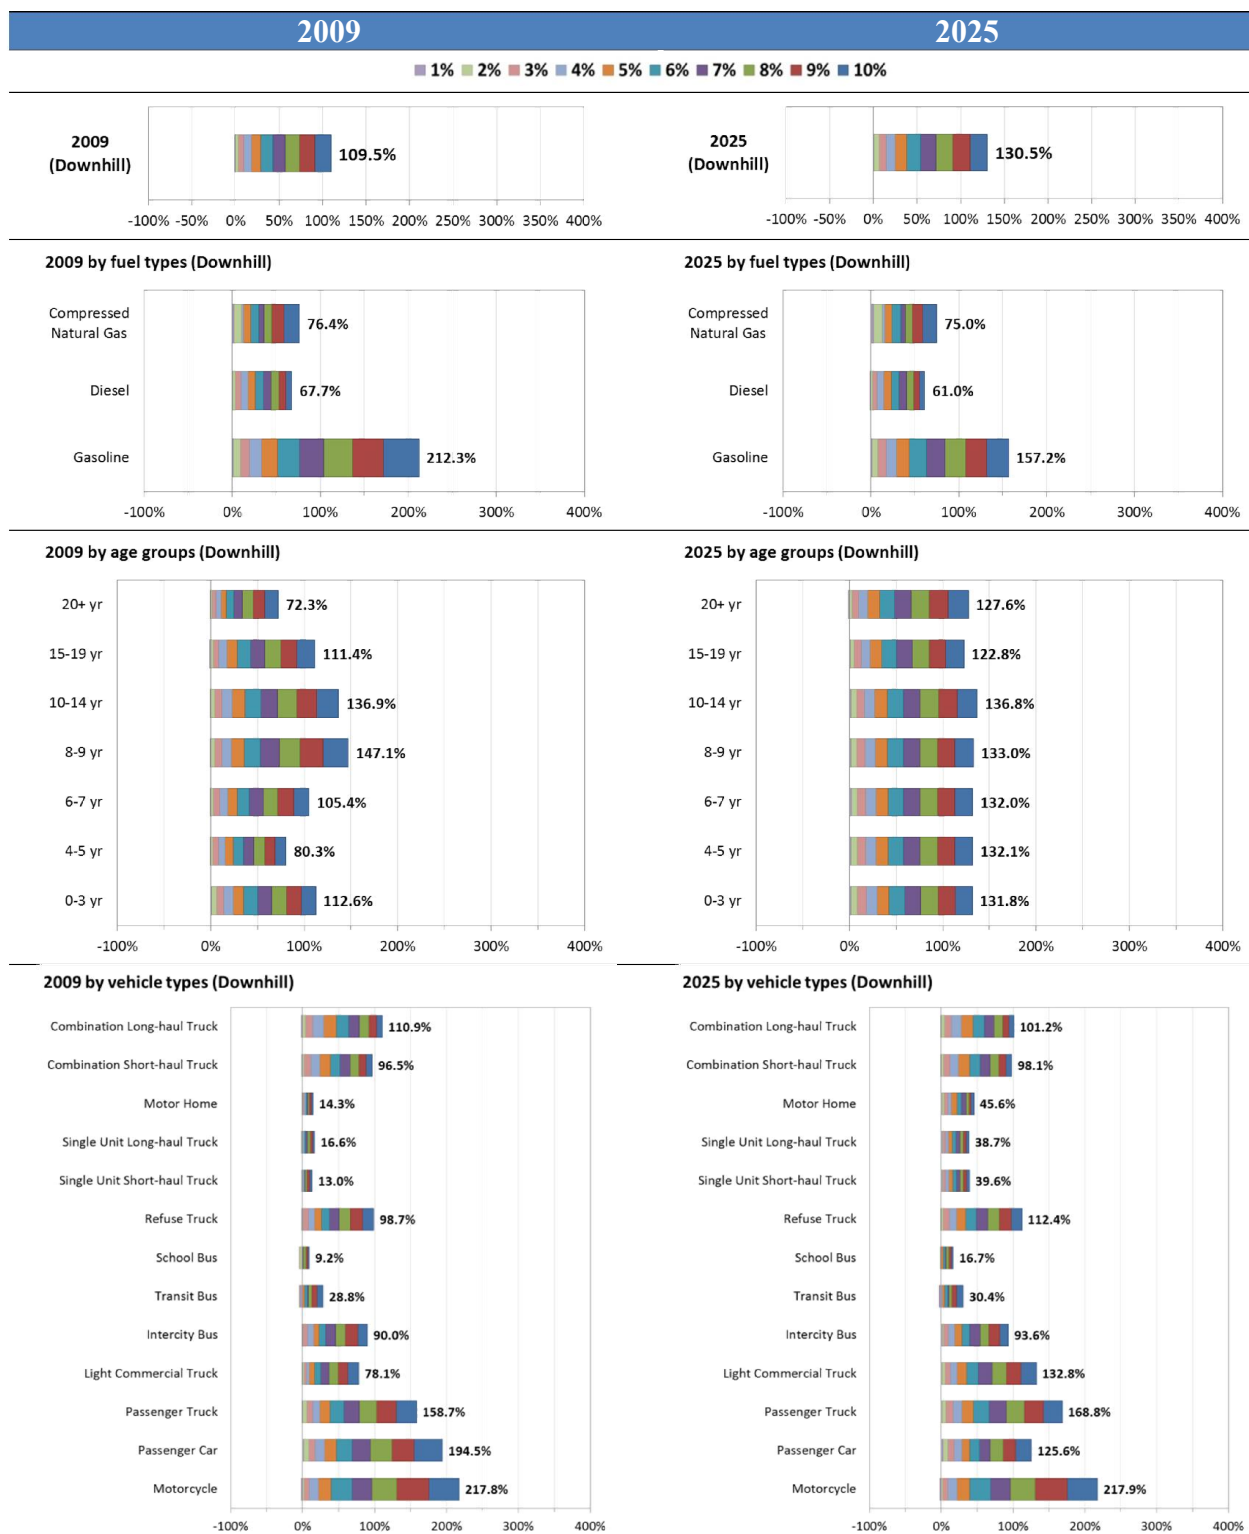 2009 2025
1% 2% 3% 4% 5% 6% 7% 8% 9% 10%
2009
(Downhill)
109.5%
-100% -50% 0% 50% 100% 150% 200% 250% 300% 350% 400%
2025
(Downhill)
130.5%
-100% -50% 0% 50% 100% 150% 200% 250% 300% 350% 400%
2009 by fuel types (Downhill)
Compressed
Natural Gas
76.4%
Diesel 67.7%
Gasoline 212.3%
-100% 0% 100% 200% 300% 400%
2025 by fuel types (Downhill)
Compressed
Natural Gas
75.0%
Diesel 61.0%
Gasoline 157.2%
-100% 0% 100% 200% 300% 400%
2009 by age groups (Downhill)
20+ yr 72.3%
15-19 yr 111.4%
10-14 yr 136.9%
8-9 yr 147.1%
6-7 yr 105.4%
4-5 yr 80.3%
0-3 yr 112.6%
-100% 0% 100% 200% 300% 400%
2025 by age groups (Downhill)
20+ yr 127.6%
15-19 yr 122.8%
10-14 yr 136.8%
8-9 yr 133.0%
6-7 yr 132.0%
4-5 yr 132.1%
0-3 yr 131.8%
-100% 0% 100% 200% 300% 400%
2009 by vehicle types (Downhill)
Combination Long-haul Truck 110.9%
Combination Short-haul Truck 96.5%
Motor Home 14.3%
Single Unit Long-haul Truck 16.6%
Single Unit Short-haul Truck 13.0%
Refuse Truck 98.7%
School Bus 9.2%
Transit Bus 28.8%
Intercity Bus 90.0%
Light Commercial Truck 78.1%
Passenger Truck 158.7%
Passenger Car 194.5%
Motorcycle 217.8%
-100% 0% 100% 200% 300% 400%
2025 by vehicle types (Downhill)
Combination Long-haul Truck 101.2%
Combination Short-haul Truck 98.1%
Motor Home 45.6%
Single Unit Long-haul Truck 38.7%
Single Unit Short-haul Truck 39.6%
Refuse Truck 112.4%
School Bus 16.7%
Transit Bus 30.4%
Intercity Bus 93.6%
Light Commercial Truck 132.8%
Passenger Truck 168.8%
Passenger Car 125.6%
Motorcycle 217.9%
-100% 0% 100% 200% 300% 400%